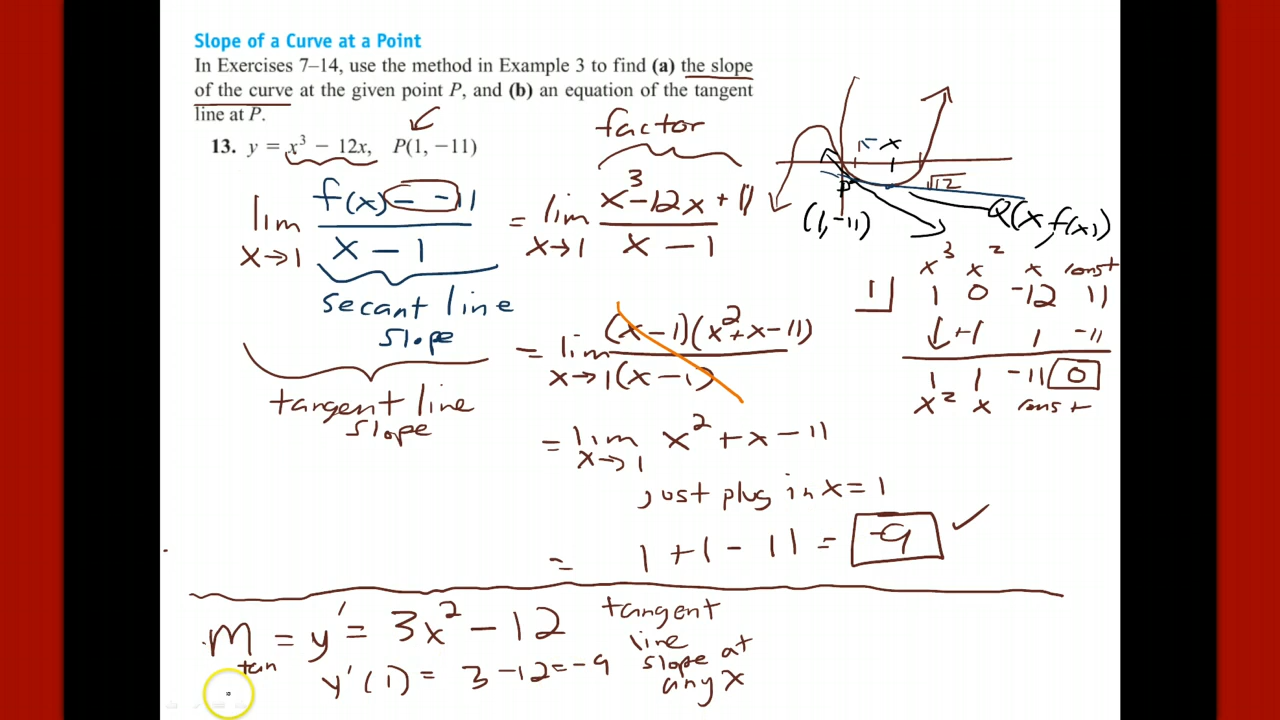 Slope of a Curve at a Point
In Exercises 7–14, use the method in Example 3 to find (a) the slope
of the curve at the given point P, and (b) an equation of the tangent
line at P.
13. y = x³ − 12x, P(1, −11)
factor
lim x→1 f(x) − −11 / x − 1
= lim x→1 x³ − 12x + 11 / x − 1
secant line
slope
tangent line
slope
= lim x→1 (x − 1)(x² + x − 11) / (x − 1)
= lim x→1 x² + x − 11
just plug in x = 1
= 1 + 1 − 11 = −9 ✓
x
√12
P
(1, −11)
Q(x, f(x))
x³ x² x const
1 1 0 −12 11
↓ +1 1 −11
1 1 −11 0
x² x const
m tan = y′ = 3x² − 12
y′(1) = 3 − 12 = −9
tangent
line
slope at
any x